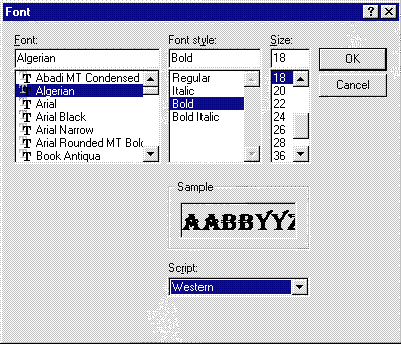 Font
Font: Font style: Size:
Algerian Bold 18 OK
Abadi MT Condensed Regular 18 Cancel
Algerian Italic 20
Arial Bold 22
Arial Black Bold Italic 24
Arial Narrow 26
Arial Rounded MT Bold 28
Book Antiqua 36
Sample
AABBYYZ
Script:
Western